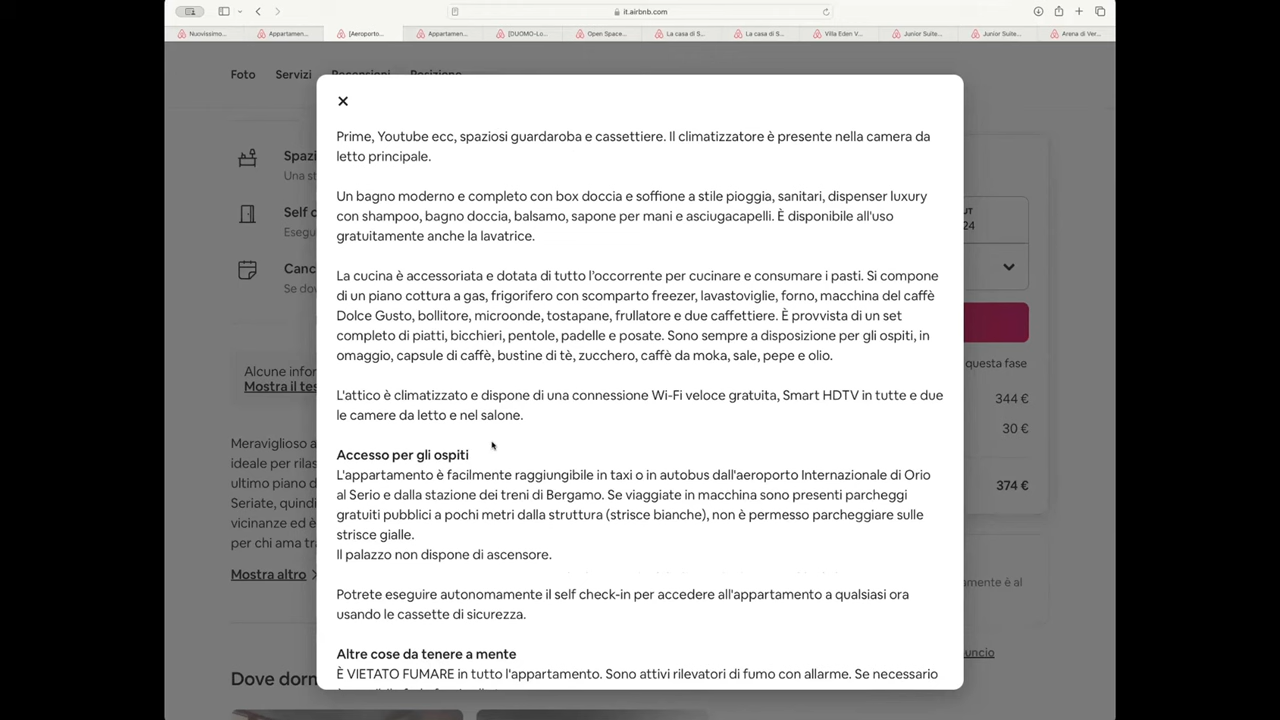 it.airbnb.com
Nuovissimo...
Appartamen...
[Aeroporto...
Appartamen...
[DUOMO-Lo...
Open Space...
La casa di S...
La casa di S...
Villa Eden V...
Junior Suite...
Junior Suite...
Arena di Ver...
Foto Servizi Recensioni Posizione
Prime, Youtube ecc, spaziosi guardaroba e cassettiere. Il climatizzatore è presente nella camera da
letto principale.
Un bagno moderno e completo con box doccia e soffione a stile pioggia, sanitari, dispenser luxury
con shampoo, bagno doccia, balsamo, sapone per mani e asciugacapelli. È disponibile all'uso
gratuitamente anche la lavatrice.
La cucina è accessoriata e dotata di tutto l’occorrente per cucinare e consumare i pasti. Si compone
di un piano cottura a gas, frigorifero con scomparto freezer, lavastoviglie, forno, macchina del caffè
Dolce Gusto, bollitore, microonde, tostapane, frullatore e due caffettiere. È provvista di un set
completo di piatti, bicchieri, pentole, padelle e posate. Sono sempre a disposizione per gli ospiti, in
omaggio, capsule di caffè, bustine di tè, zucchero, caffè da moka, sale, pepe e olio.
L'attico è climatizzato e dispone di una connessione Wi-Fi veloce gratuita, Smart HDTV in tutte e due
le camere da letto e nel salone.
Accesso per gli ospiti
L'appartamento è facilmente raggiungibile in taxi o in autobus dall'aeroporto Internazionale di Orio
al Serio e dalla stazione dei treni di Bergamo. Se viaggiate in macchina sono presenti parcheggi
gratuiti pubblici a pochi metri dalla struttura (strisce bianche), non è permesso parcheggiare sulle
strisce gialle.
Il palazzo non dispone di ascensore.
Potrete eseguire autonomamente il self check-in per accedere all'appartamento a qualsiasi ora
usando le cassette di sicurezza.
Altre cose da tenere a mente
È VIETATO FUMARE in tutto l'appartamento. Sono attivi rilevatori di fumo con allarme. Se necessario
Spazi
Una st
Self c
Esegu
Canc
Se dov
Alcune infor
Mostra il tes
Meraviglioso a
ideale per rilas
ultimo piano d
Seriate, quindi
vicinanze ed è
per chi ama tra
Mostra altro
Dove dorn
UT
24
questa fase
344 €
30 €
374 €
amente è al
nuncio